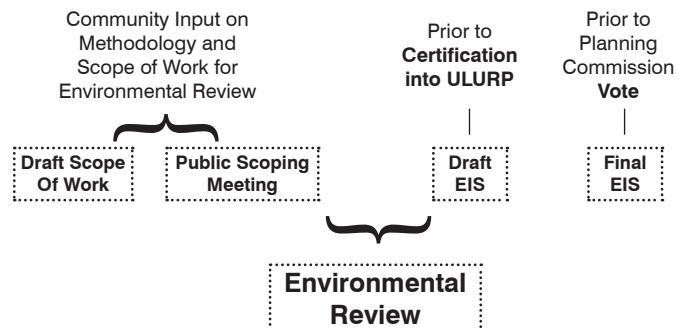 Community Input on
Methodology and
Scope of Work for
Environmental Review
Prior to
Certification
into ULURP
Prior to
Planning
Commission
Vote
Draft Scope
Of Work
Public Scoping
Meeting
Draft
EIS
Final
EIS
Environmental
Review